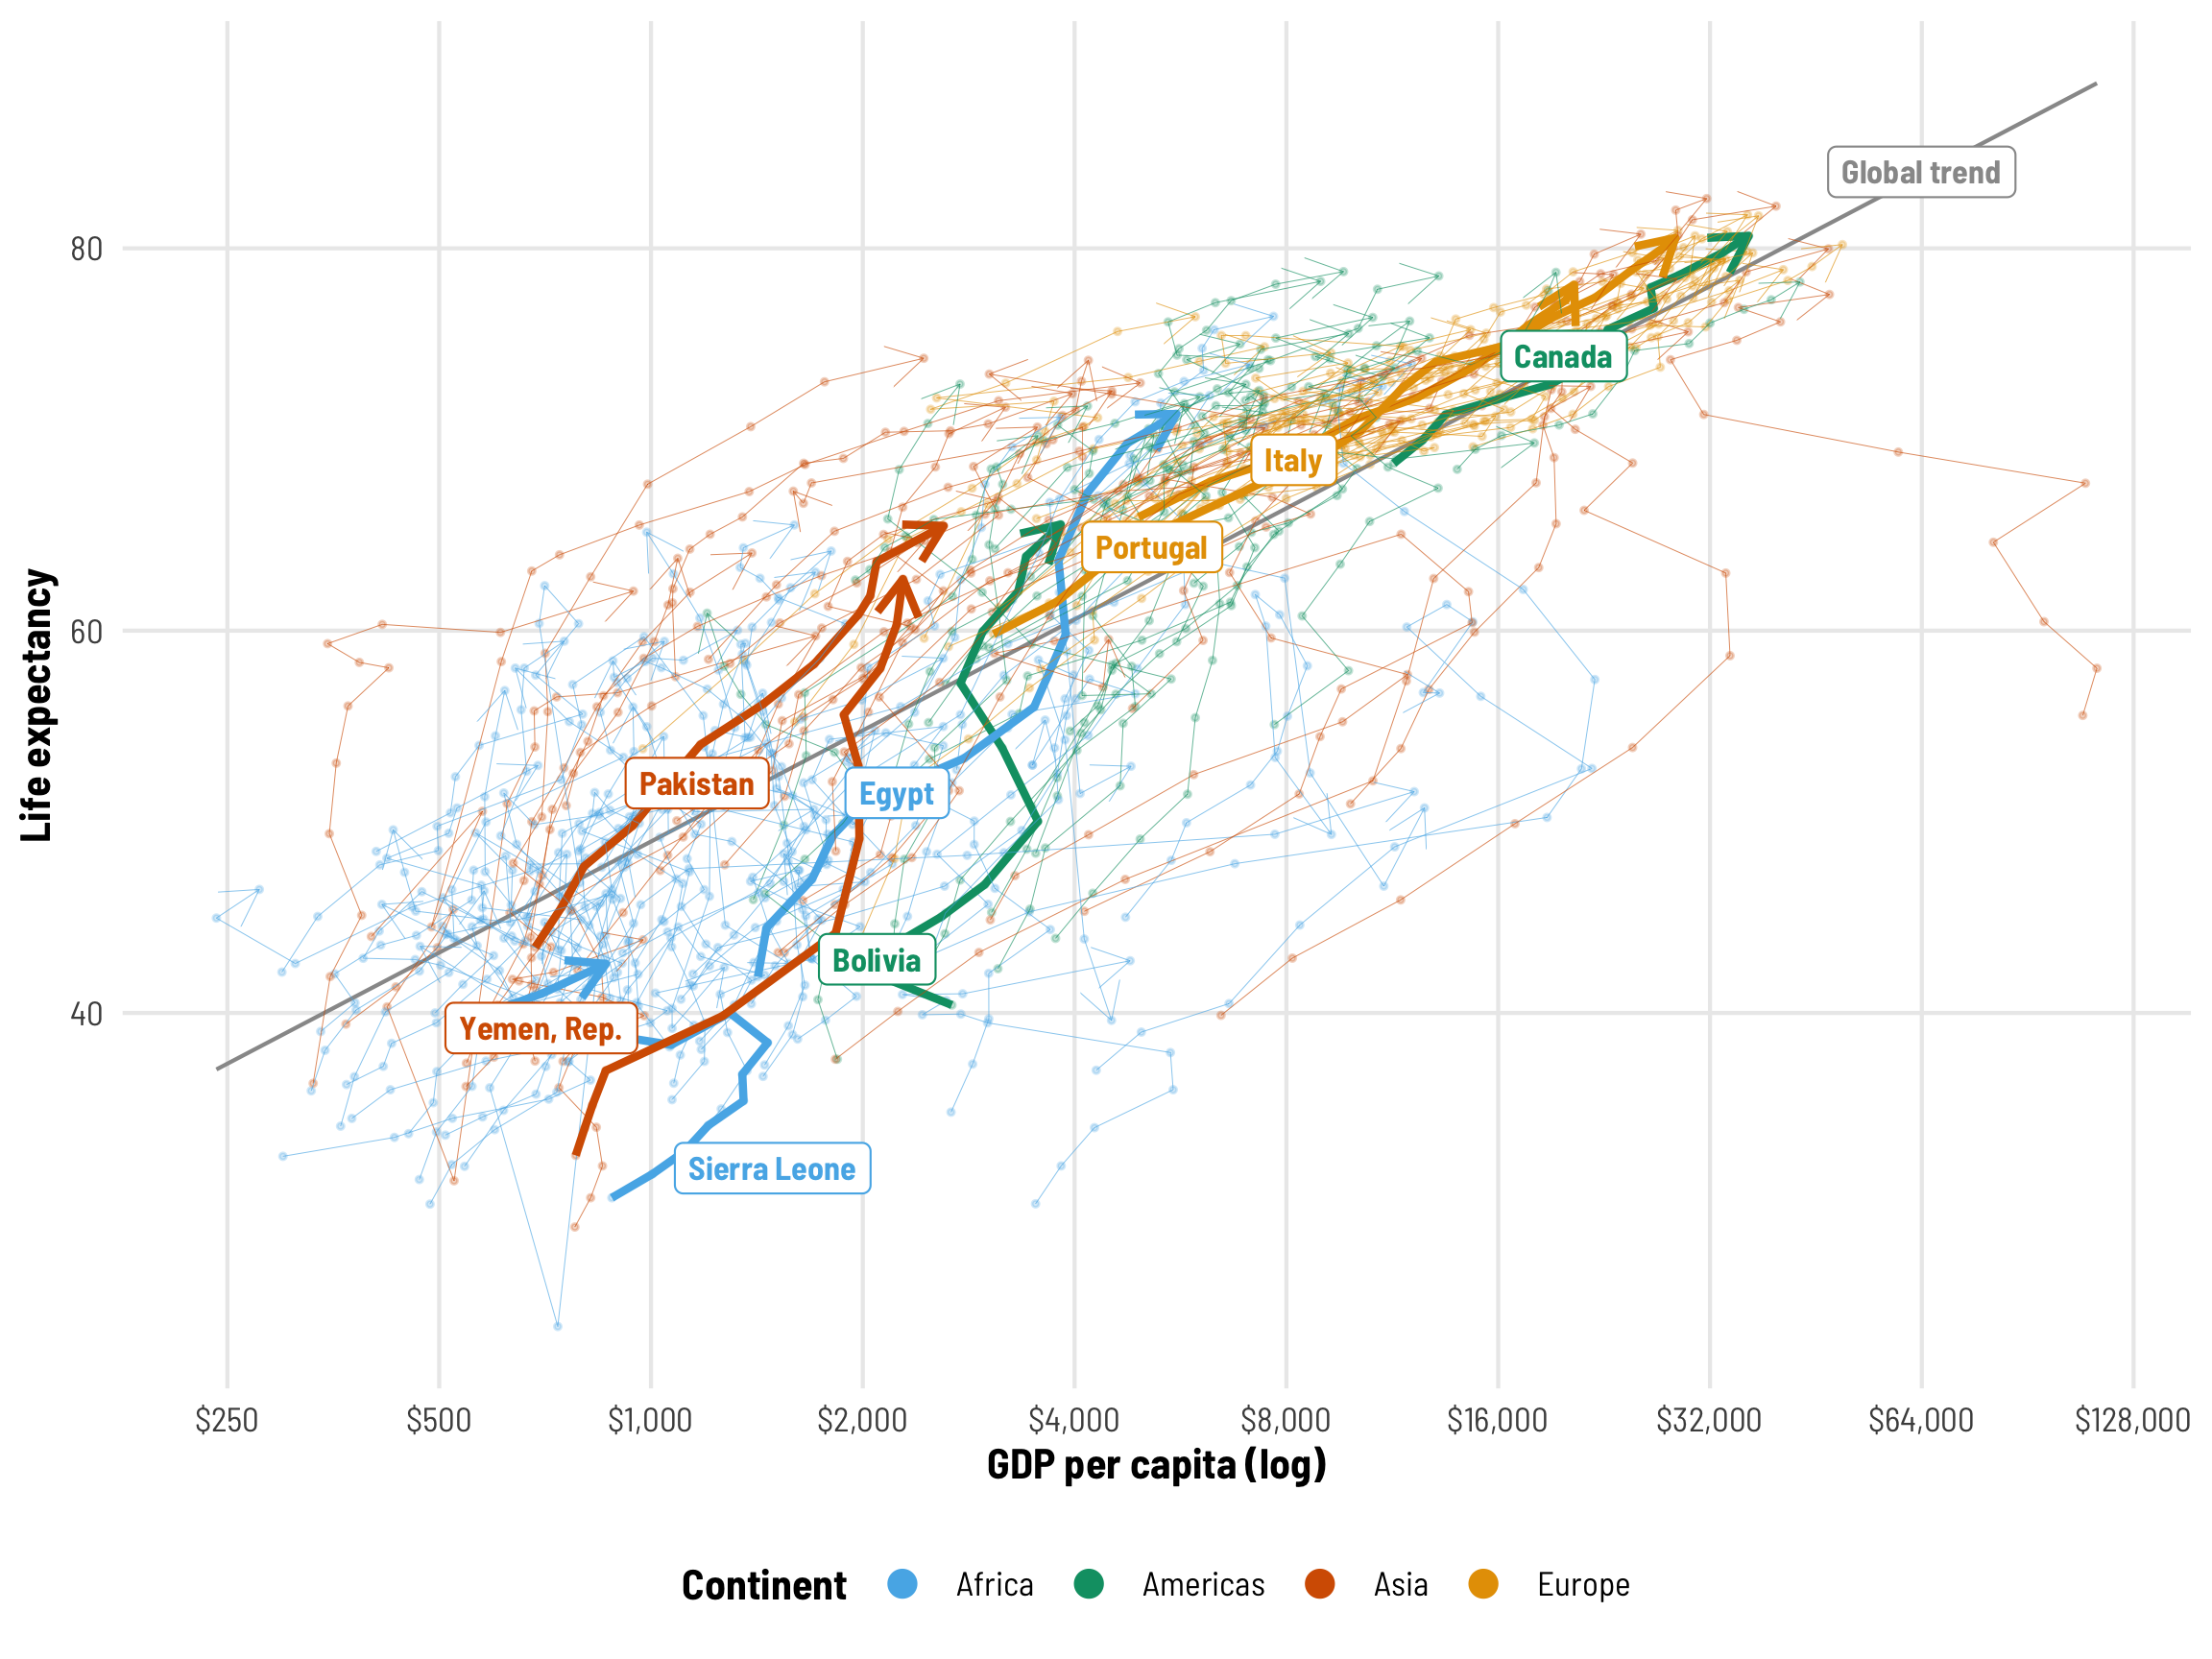 Global trend
80
Canada
Italy
Portugal
60
Life expectancy
Pakistan
Egypt
Bolivia
40
Yemen, Rep.
Sierra Leone
$250 $500 $1,000 $2,000 $4,000 $8,000 $16,000 $32,000 $64,000 $128,000
GDP per capita (log)
Continent Africa Americas Asia Europe